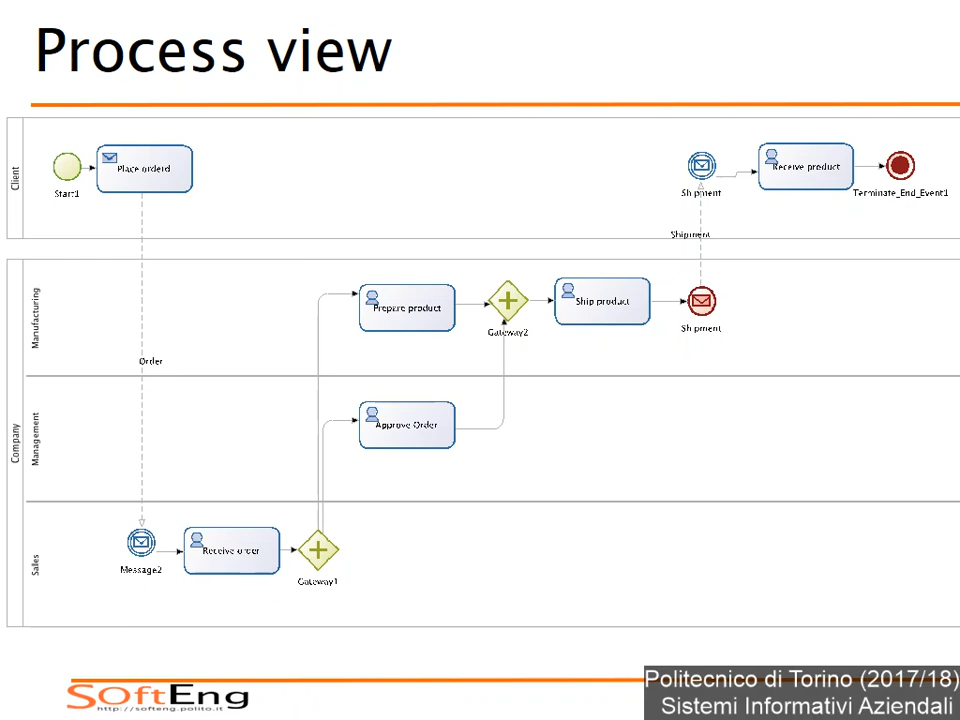 Process view
Client
Start1
Place orderd
Shipment
Receive product
Terminate_End_Event1
Shipment
Order
Company
Manufacturing
Prepare product
Gateway2
Ship product
Shipment
Management
Approve Order
Sales
Message2
Receive order
Gateway1
SoftEng
http://softeng.polito.it
Politecnico di Torino (2017/18)
Sistemi Informativi Aziendali